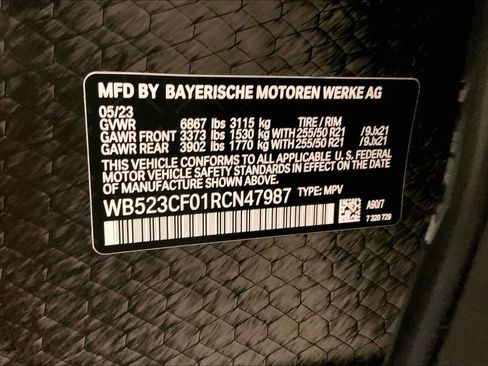 MFD BY BAYERISCHE MOTOREN WERKE AG
05/23
GVWR 6867 lbs 3115 kg TIRE / RIM
GAWR FRONT 3373 lbs 1530 kg WITH 255/50 R21 /9Jx21
GAWR REAR 3902 lbs 1770 kg WITH 255/50 R21 /9Jx21
THIS VEHICLE CONFORMS TO ALL APPLICABLE U. S. FEDERAL
MOTOR VEHICLE SAFETY STANDARDS IN EFFECT ON THE DATE
OF MANUFACTURE SHOWN ABOVE.
WB523CF01RCN47987 TYPE: MPV
A90/7
7 320 729